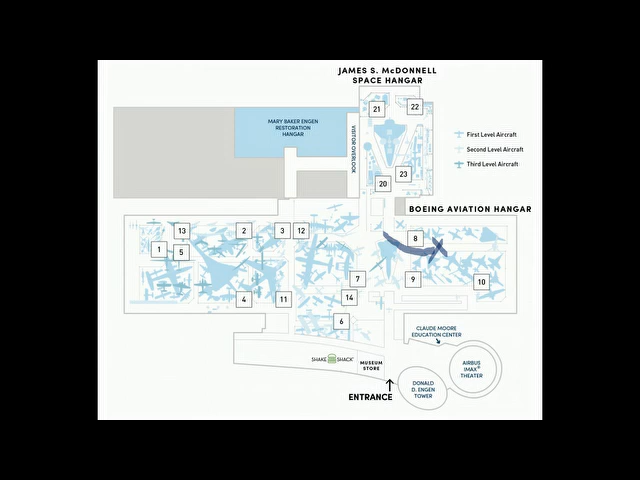 JAMES S. McDONNELL
SPACE HANGAR
21
22
MARY BAKER ENGEN
RESTORATION
HANGAR
VISITOR OVERLOOK
First Level Aircraft
Second Level Aircraft
Third Level Aircraft
23
20
BOEING AVIATION HANGAR
13
2
3
12
8
1
5
7
9
10
4
11
14
6
CLAUDE MOORE
EDUCATION CENTER
SHAKE SHACK
MUSEUM
STORE
AIRBUS
IMAX®
THEATER
ENTRANCE
DONALD
D. ENGEN
TOWER